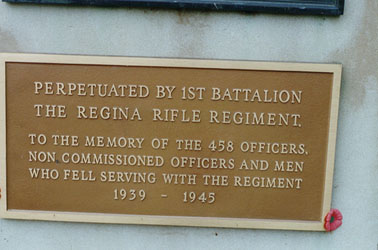 PERPETUATED BY 1ST BATTALION
THE REGINA RIFLE REGIMENT.
TO THE MEMORY OF THE 458 OFFICERS,
NON COMMISSIONED OFFICERS AND MEN
WHO FELL SERVING WITH THE REGIMENT
1939 - 1945